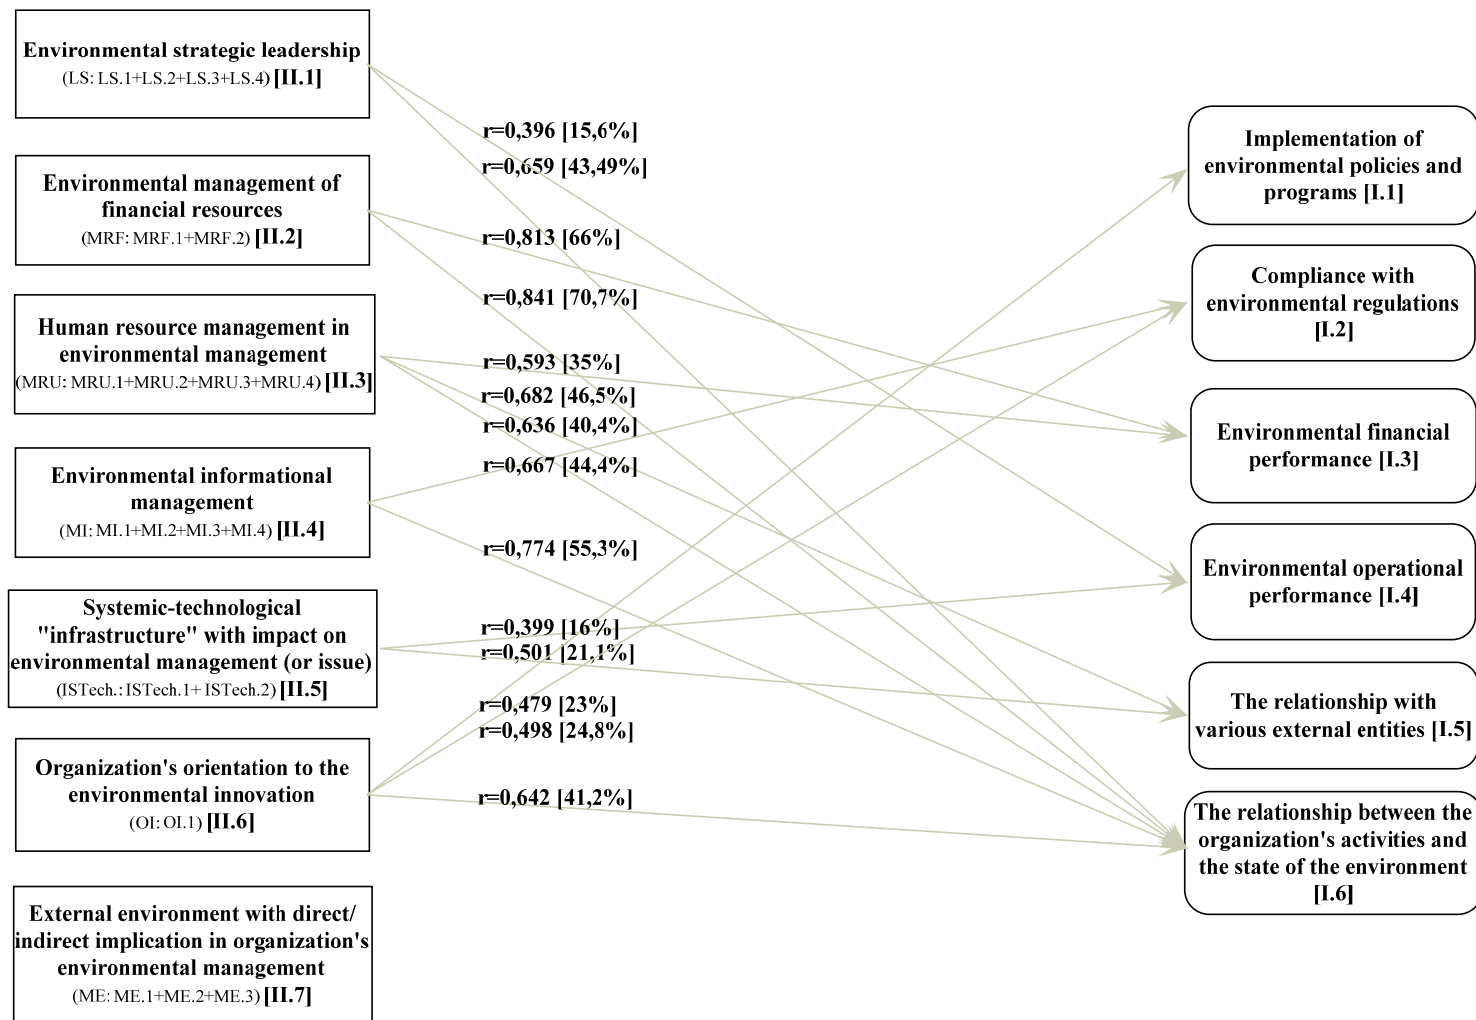 Environmental strategic leadership
(LS: LS.1+LS.2+LS.3+LS.4) [II.1]
Environmental management of
financial resources
(MRF: MRF.1+MRF.2) [II.2]
Human resource management in
environmental management
(MRU: MRU.1+MRU.2+MRU.3+MRU.4) [II.3]
Environmental informational
management
(MI: MI.1+MI.2+MI.3+MI.4) [II.4]
Systemic-technological
"infrastructure" with impact on
environmental management (or issue)
(ISTech.: ISTech.1+ ISTech.2) [II.5]
Organization's orientation to the
environmental innovation
(OI: OI.1) [II.6]
External environment with direct/
indirect implication in organization's
environmental management
(ME: ME.1+ME.2+ME.3) [II.7]
r=0,396 [15,6%]
r=0,659 [43,49%]
r=0,813 [66%]
r=0,841 [70,7%]
r=0,593 [35%]
r=0,682 [46,5%]
r=0,636 [40,4%]
r=0,667 [44,4%]
r=0,774 [55,3%]
r=0,399 [16%]
r=0,501 [21,1%]
r=0,479 [23%]
r=0,498 [24,8%]
r=0,642 [41,2%]
Implementation of
environmental policies and
programs [I.1]
Compliance with
environmental regulations
[I.2]
Environmental financial
performance [I.3]
Environmental operational
performance [I.4]
The relationship with
various external entities [I.5]
The relationship between the
organization's activities and
the state of the environment
[I.6]